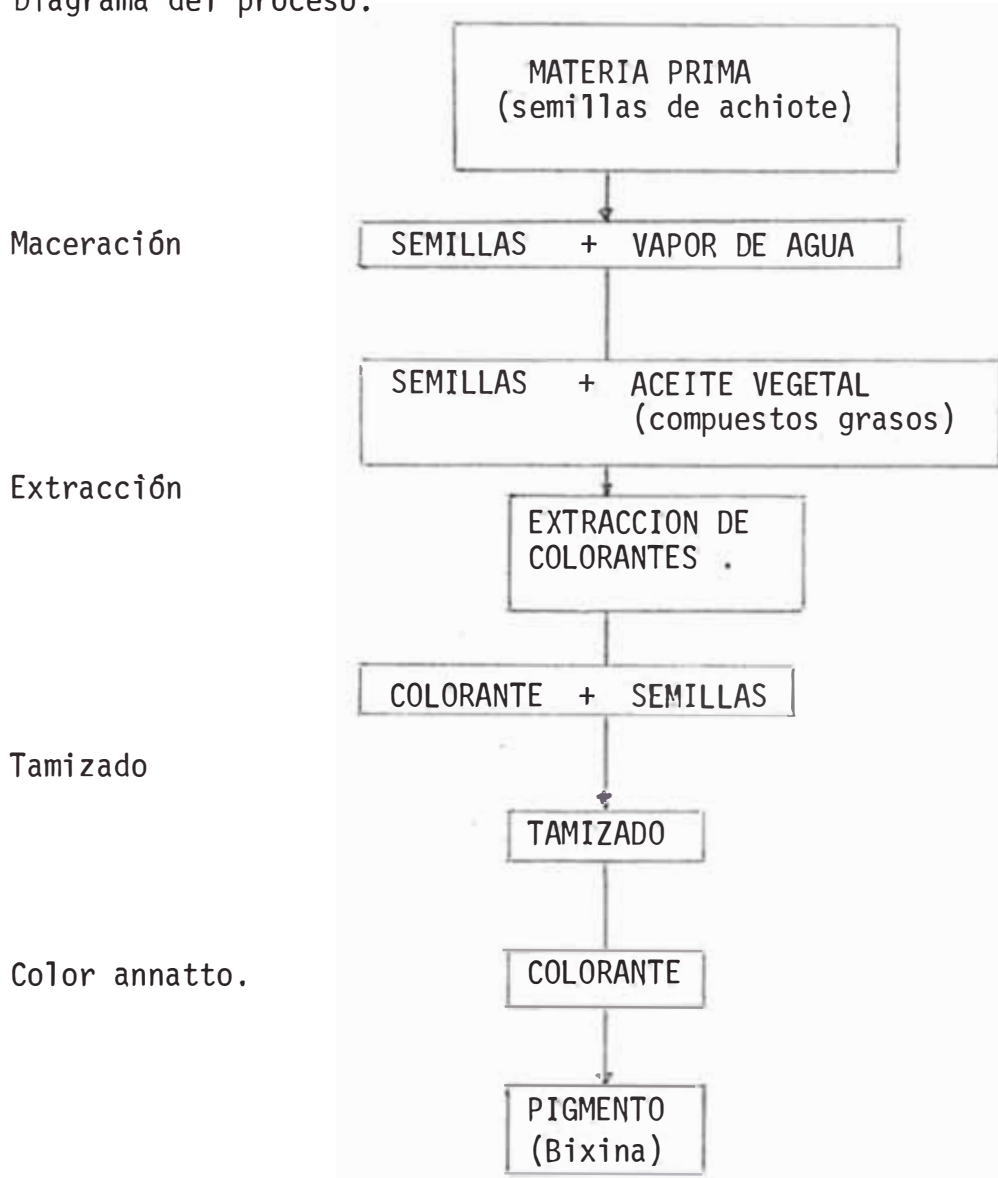 Diagrama del proceso.
MATERIA PRIMA
(semillas de achiote)
Maceración
SEMILLAS + VAPOR DE AGUA
SEMILLAS + ACEITE VEGETAL
(compuestos grasos)
Extracción
EXTRACCION DE
COLORANTES .
COLORANTE + SEMILLAS
Tamizado
TAMIZADO
Color annatto.
COLORANTE
PIGMENTO
(Bixina)